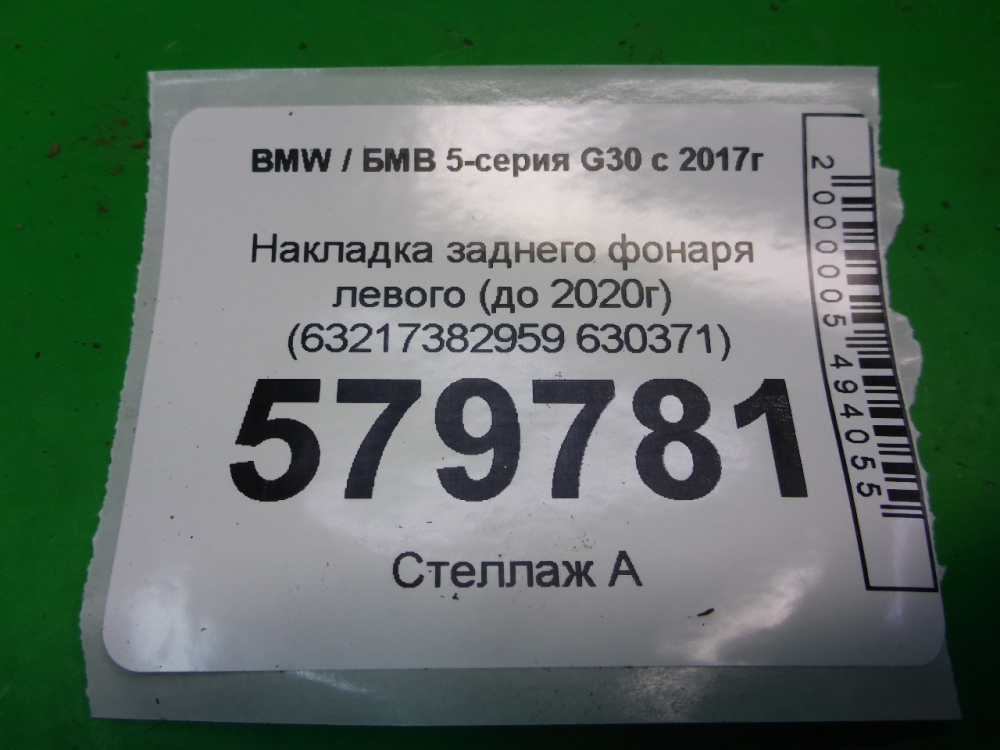 BMW / БМВ 5-серия G30 с 2017г
Накладка заднего фонаря
левого (до 2020г)
(63217382959 630371)
579781
Стеллаж А
2000005494055